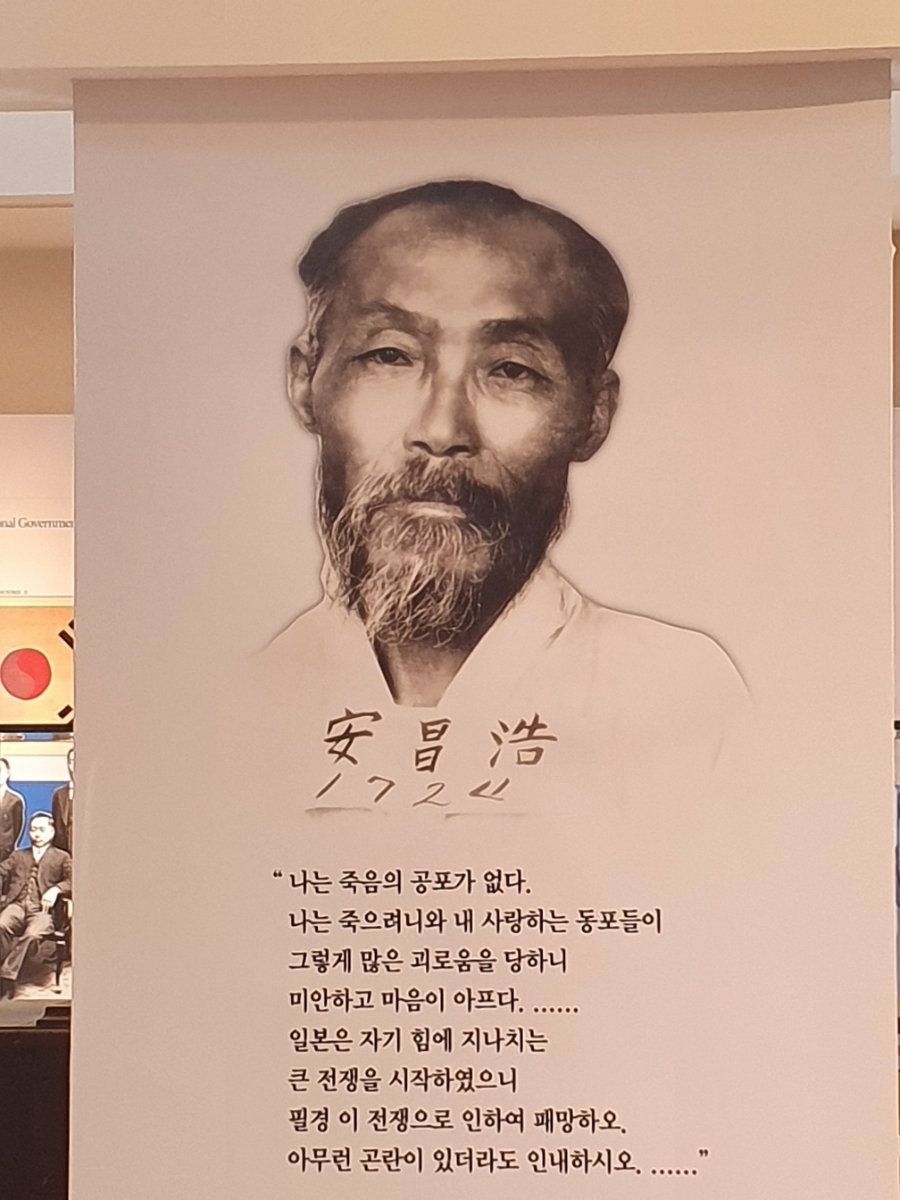 onal Governmen
安昌浩
1724
“나는 죽음의 공포가 없다.
나는 죽으려니와 내 사랑하는 동포들이
그렇게 많은 괴로움을 당하니
미안하고 마음이 아프다. ......
일본은 자기 힘에 지나치는
큰 전쟁을 시작하였으니
필경 이 전쟁으로 인하여 패망하오.
아무런 곤란이 있더라도 인내하시오. ......”